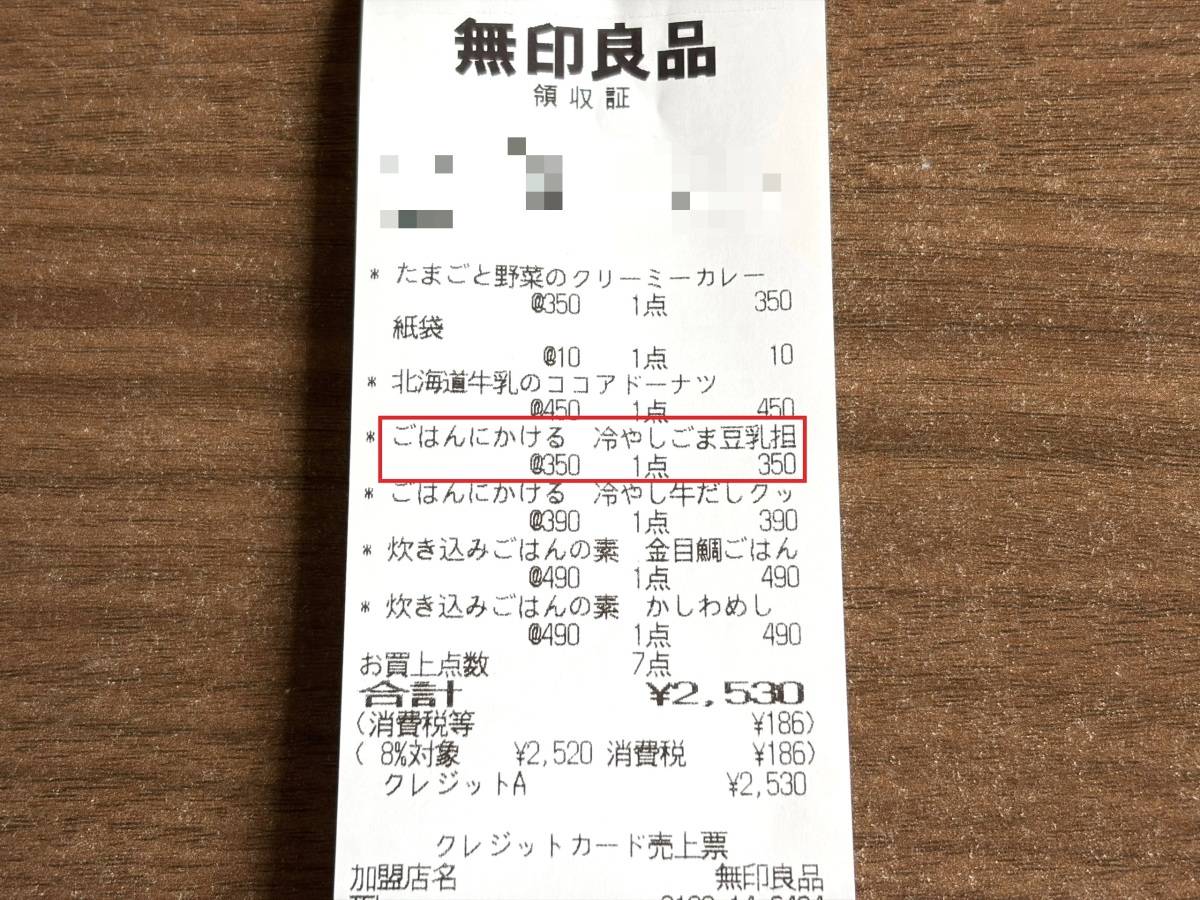 無印良品
領収証
* たまごと野菜のクリーミーカレー
@350 1点 350
紙袋
@10 1点 10
* 北海道牛乳のココアドーナツ
@450 1点 450
* ごはんにかける 冷やしごま豆乳担
@350 1点 350
* ごはんにかける 冷やし牛だしクッ
@390 1点 390
* 炊き込みごはんの素 金目鯛ごはん
@490 1点 490
* 炊き込みごはんの素 かしわめし
@490 1点 490
お買上点数 7点
合計 ¥2,530
(消費税等 ¥186)
( 8%対象 ¥2,520 消費税 ¥186)
クレジットA ¥2,530
クレジットカード売上票
加盟店名 無印良品